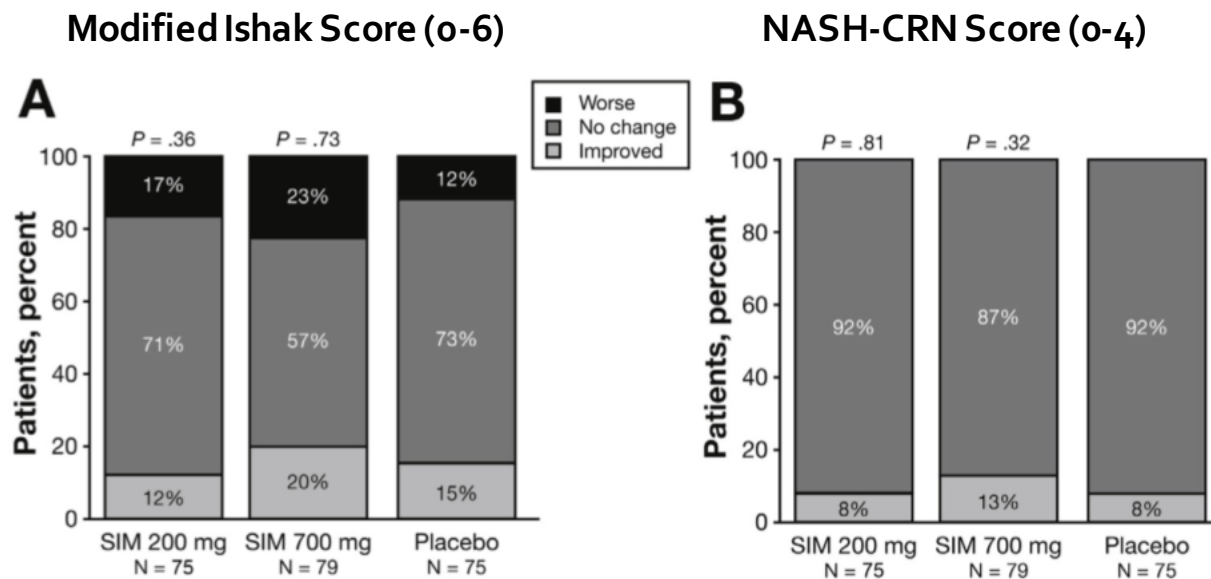 Modified Ishak Score (0-6)
NASH-CRN Score (0-4)
A
Worse
No change
Improved
P = .36
P = .73
100
80
60
40
20
0
Patients, percent
17%
23%
12%
71%
57%
73%
12%
20%
15%
SIM 200 mg
SIM 700 mg
Placebo
N = 75
N = 79
N = 75
B
P = .81
P = .32
100
80
60
40
20
0
Patients, percent
92%
87%
92%
8%
13%
8%
SIM 200 mg
SIM 700 mg
Placebo
N = 75
N = 79
N = 75